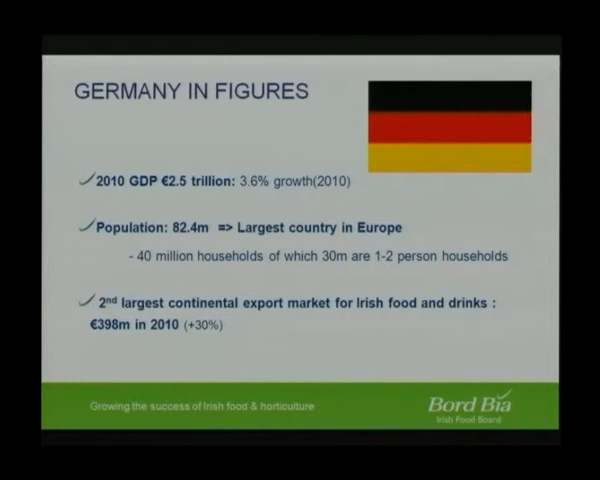 GERMANY IN FIGURES
2010 GDP €2.5 trillion: 3.6% growth(2010)
Population: 82.4m => Largest country in Europe
- 40 million households of which 30m are 1-2 person households
2nd largest continental export market for Irish food and drinks :
€398m in 2010 (+30%)
Growing the success of Irish food & horticulture
Bord Bia
Irish Food Board